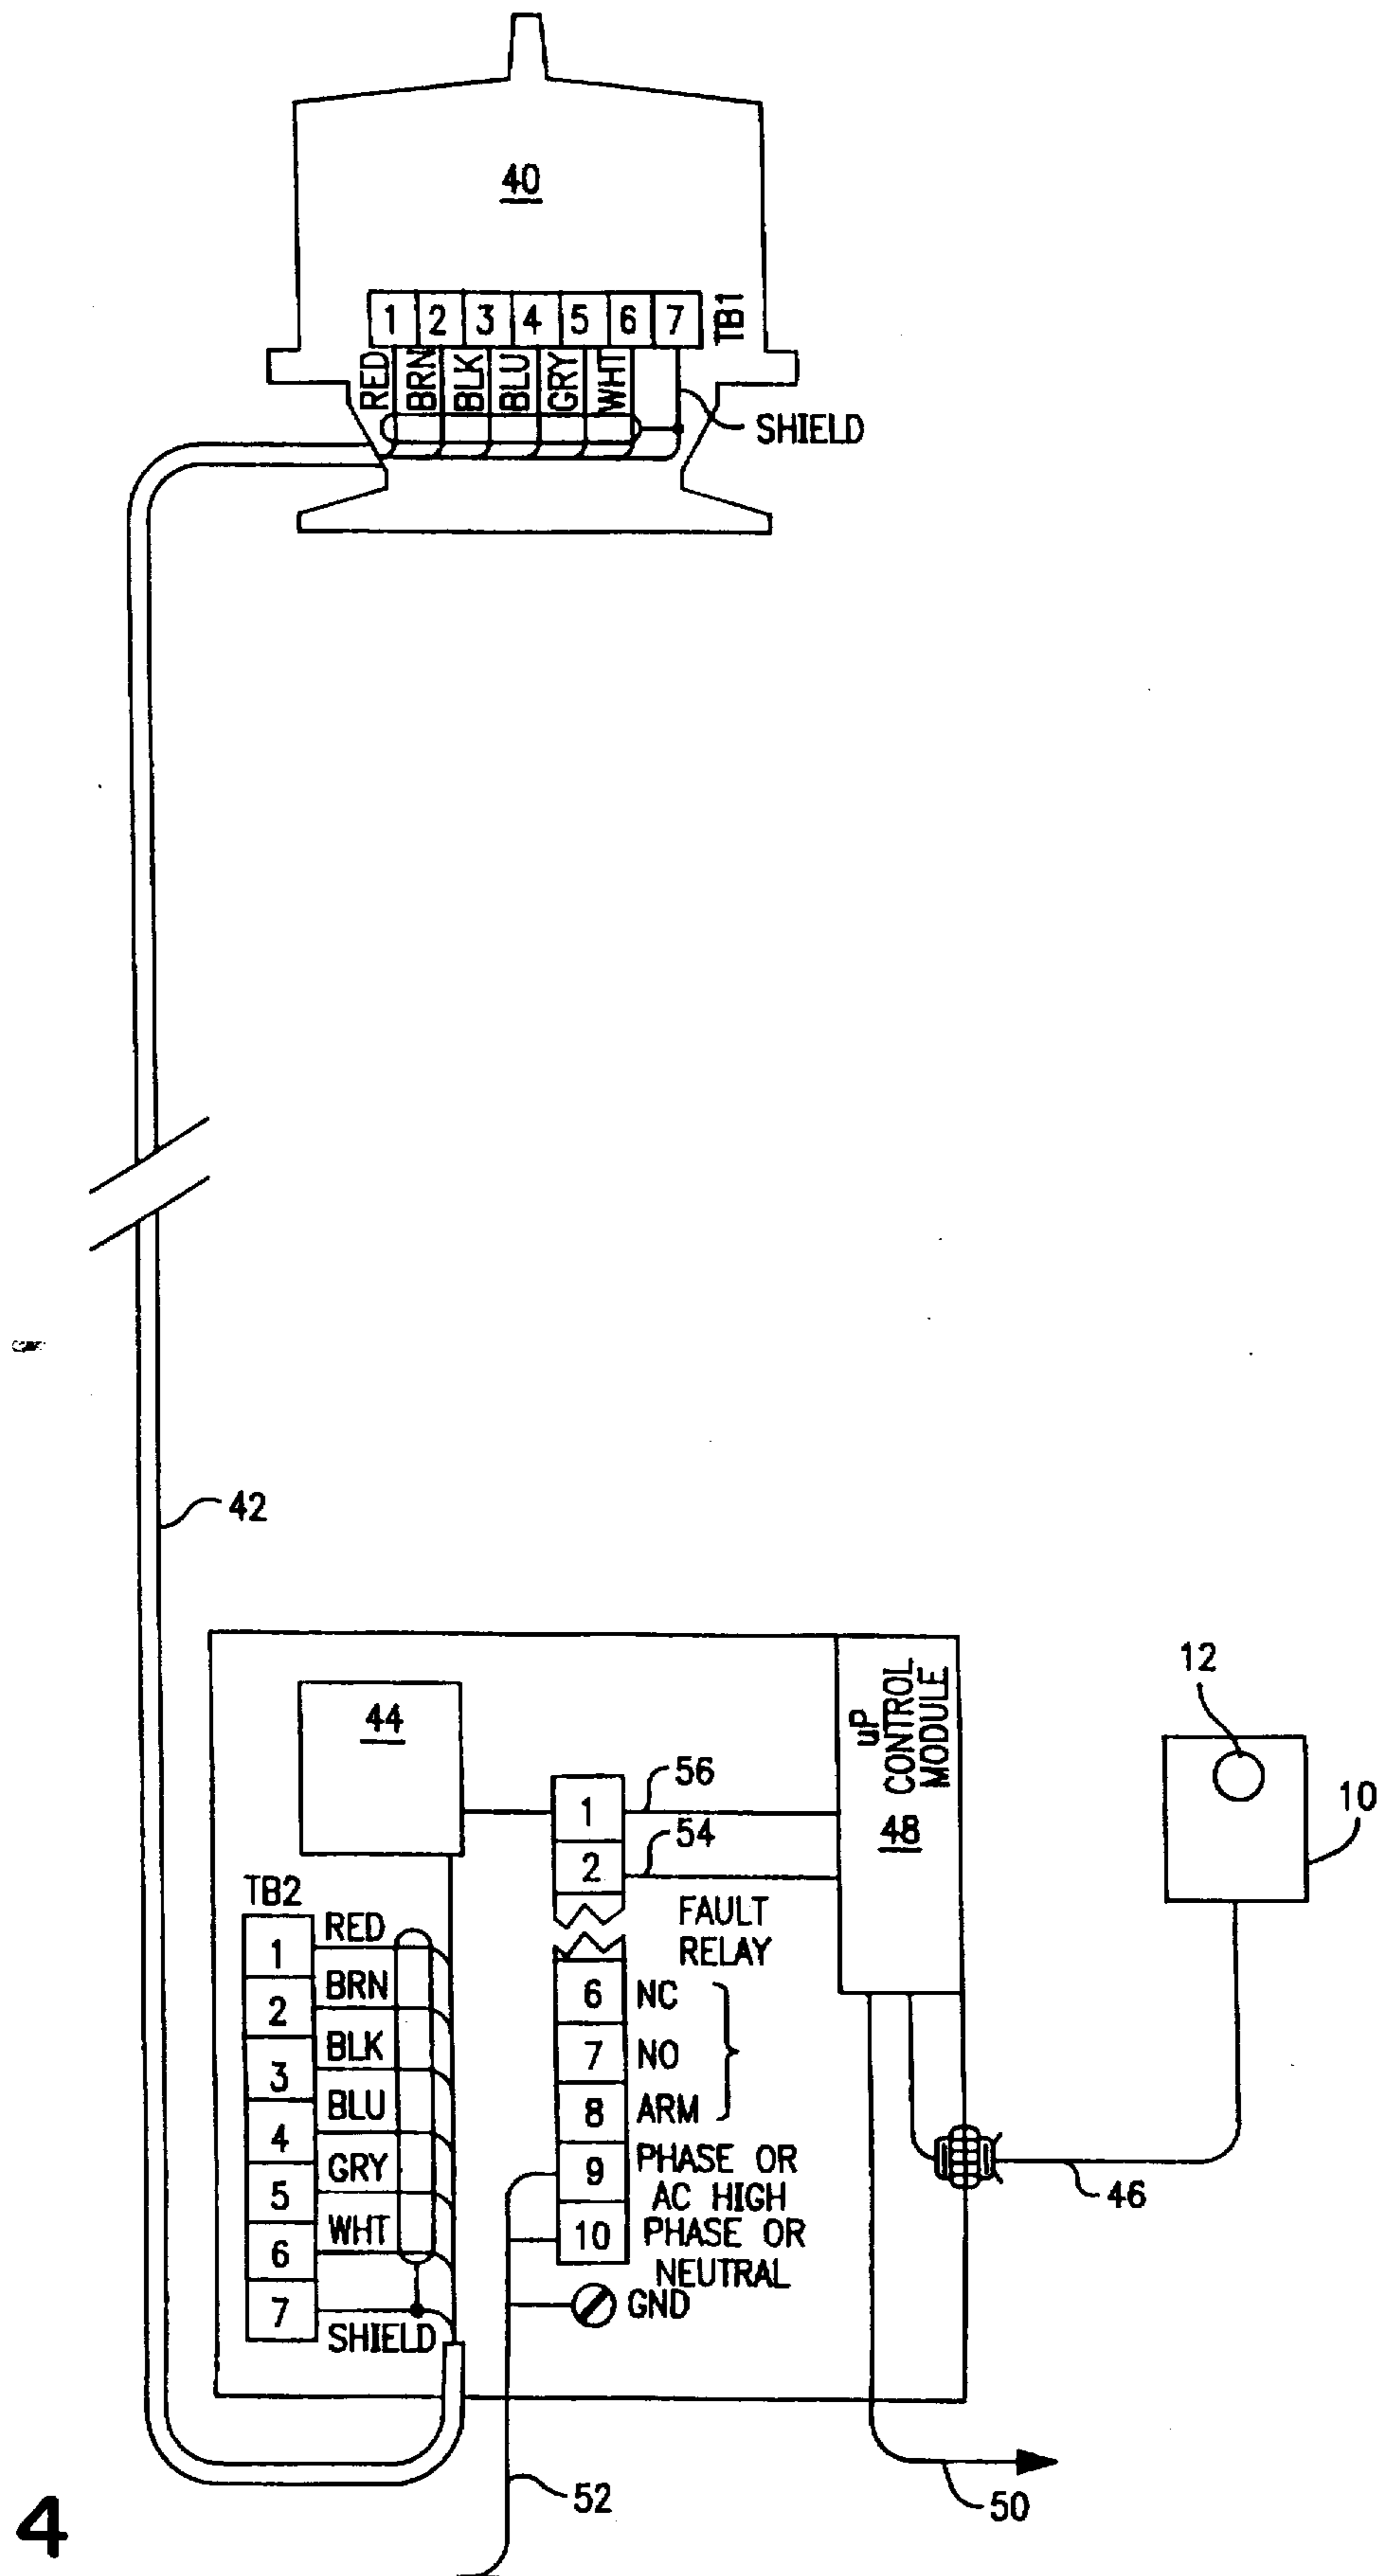 40
1 2 3 4 5 6 7 TB1
RED BRN BLK BLU GRY WHT
SHIELD
42
44
uP
CONTROL
MODULE
48
12
10
56
1
54
2
FAULT
RELAY
TB2
1 RED
2 BRN
3 BLK
4 BLU
5 GRY
6 WHT
7
SHIELD
6 NC
7 NO
8 ARM
9 PHASE OR
AC HIGH
10 PHASE OR
NEUTRAL
GND
46
52
50
4